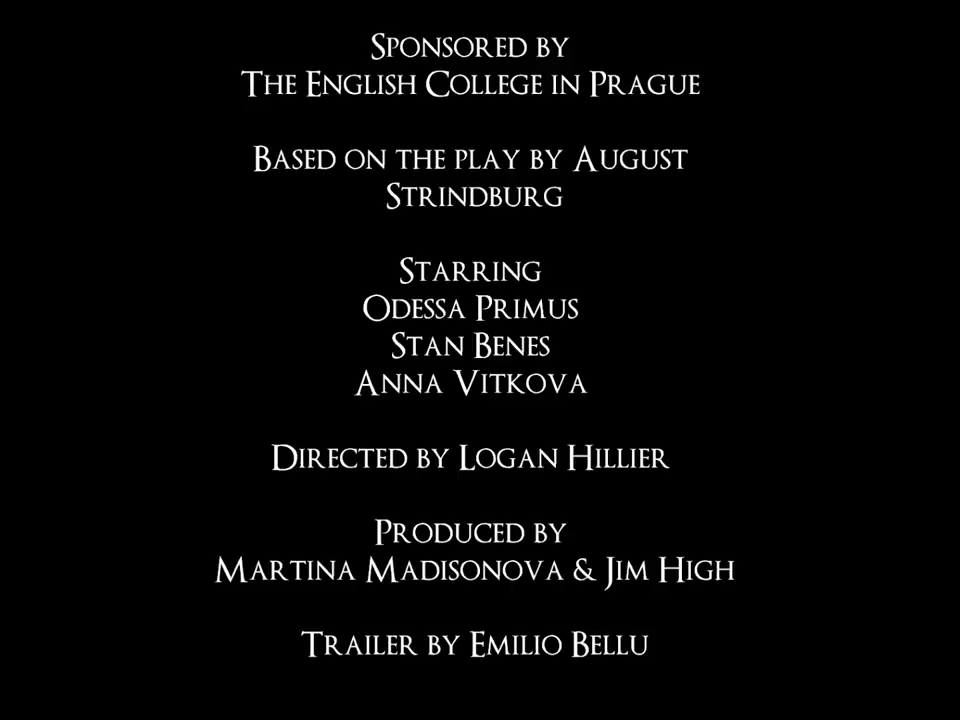 Sponsored by
The English College in Prague
Based on the play by August
Strindburg
Starring
Odessa Primus
Stan Benes
Anna Vitkova
Directed by Logan Hillier
Produced by
Martina Madisonova & Jim High
Trailer by Emilio Bellu